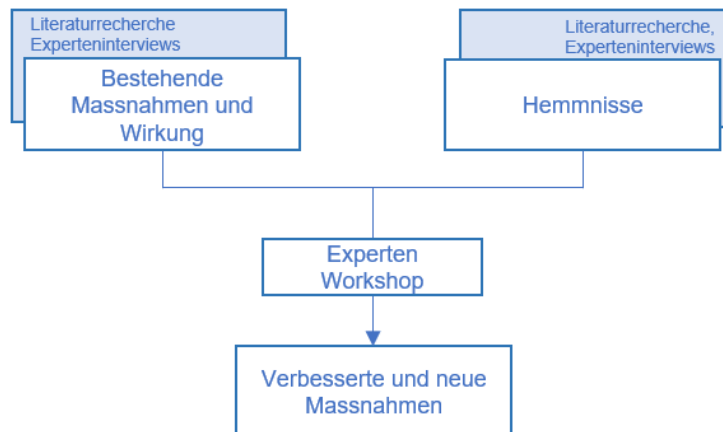 Literaturrecherche
Experteninterviews
Bestehende
Massnahmen und
Wirkung
Literaturrecherche,
Experteninterviews
Hemmnisse
Experten
Workshop
Verbesserte und neue
Massnahmen